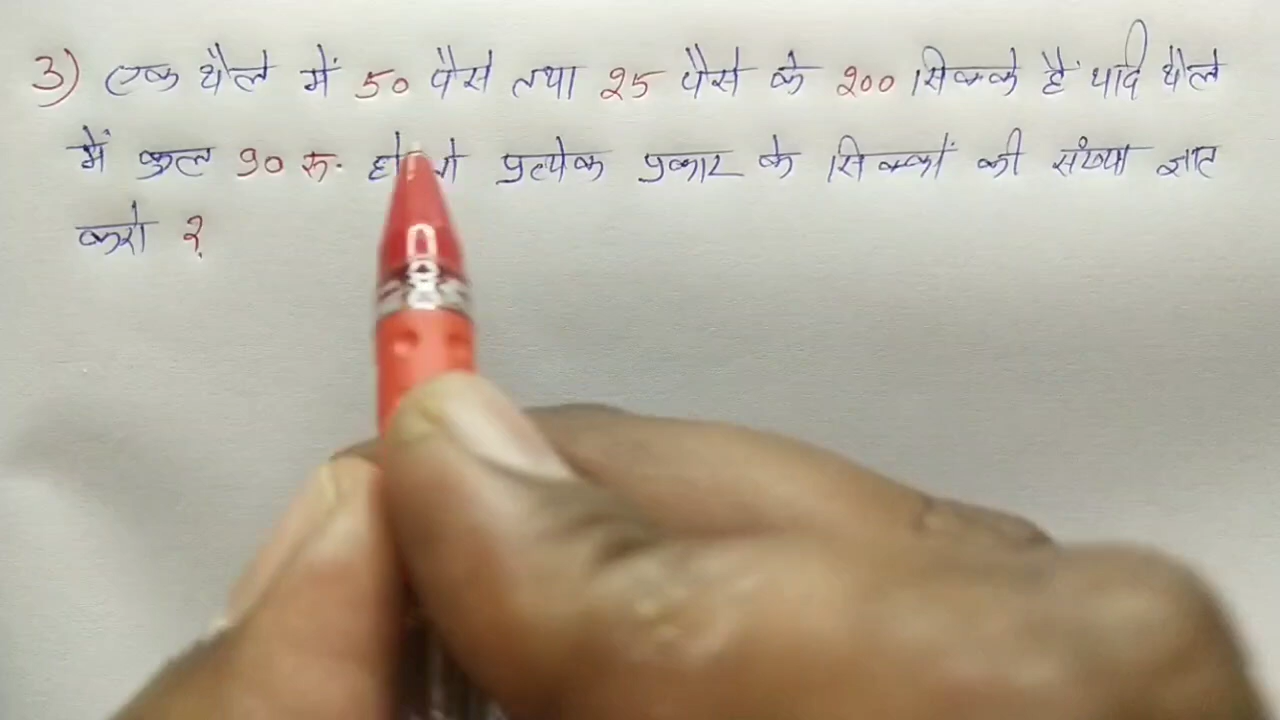 3) एक थैले में 50 पैसे तथा 25 पैसे के 200 सिक्के हैं यदि थैले
में कुल 90 रू. प्रत्येक प्रकार के सिक्कों की संख्या ज्ञात
करो ?